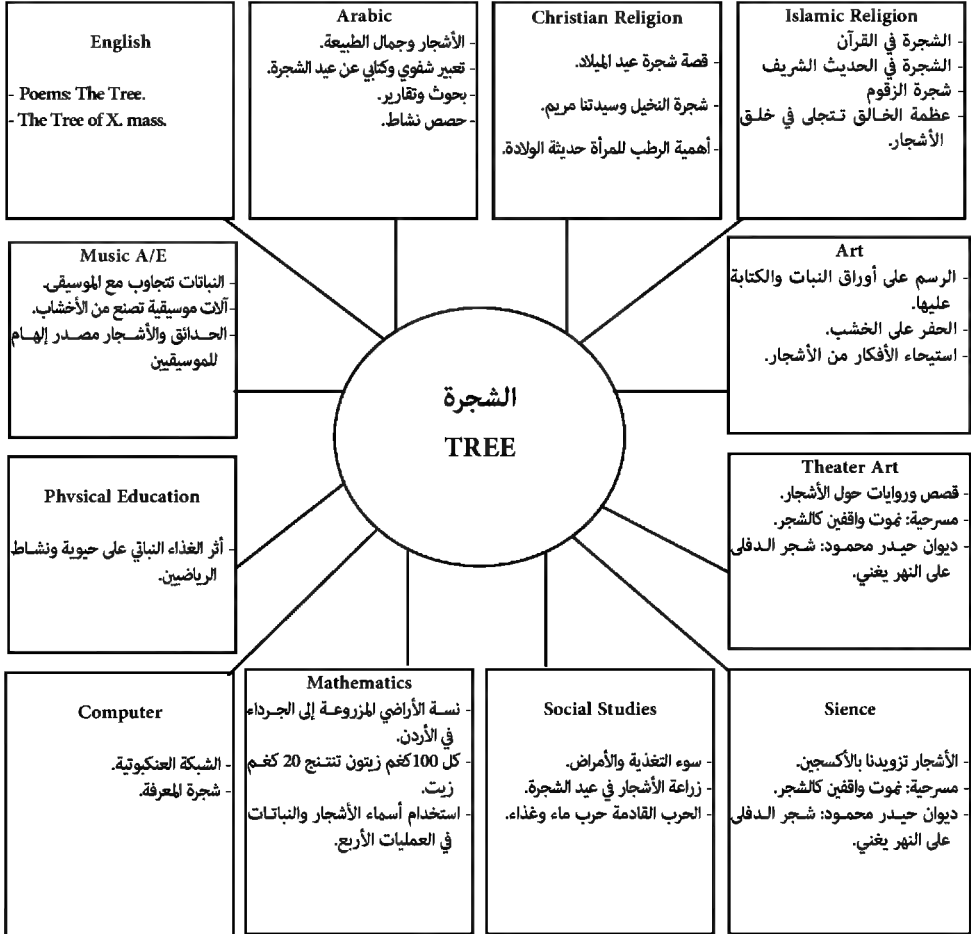 English
- Poems: The Tree.
- The Tree of X. mass.
Arabic
- الأشجار وجمال الطبيعة.
- تعبير شفوي وكتابي عن عيد الشجرة.
- بحوث وتقارير.
- حصص نشاط.
Christian Religion
- قصة شجرة عيد الميلاد.
- شجرة النخيل وسيدتنا مريم.
- أهمية الرطب للمرأة حديثة الولادة.
Islamic Religion
- الشجرة في القرآن
- الشجرة في الحديث الشريف
- شجرة الزقوم
- عظمة الخالق تتجلى في خلق
الأشجار.
Music A/E
- النباتات تتجاوب مع الموسيقى.
- آلات موسيقية تصنع من الأخشاب.
- الحدائق والأشجار مصدر إلهام
للموسيقيين
Art
- الرسم على أوراق النبات والكتابة
عليها.
- الحفر على الخشب.
- استيحاء الأفكار من الأشجار.
الشجرة
TREE
Physical Education
- أثر الغذاء النباتي على حيوية ونشاط
الرياضيين.
Theater Art
- قصص وروايات حول الأشجار.
- مسرحية: نموت واقفين كالشجر.
- ديوان حيدر محمود: شجر الدفلى
على النهر يغني.
Computer
- الشبكة العنكبوتية.
- شجرة المعرفة.
Mathematics
- نسة الأراضي المزروعة إلى الجرداء
في الأردن.
- كل 100كغم زيتون تنتنج 20 كغم
زيت.
- استخدام أسماء الأشجار والنباتات
في العمليات الأربع.
Social Studies
- سوء التغذية والأمراض.
- زراعة الأشجار في عيد الشجرة.
- الحرب القادمة حرب ماء وغذاء.
Sience
- الأشجار تزويدنا بالأكسجين.
- مسرحية: نموت واقفين كالشجر.
- ديوان حيدر محمود: شجر الدفلى
على النهر يغني.